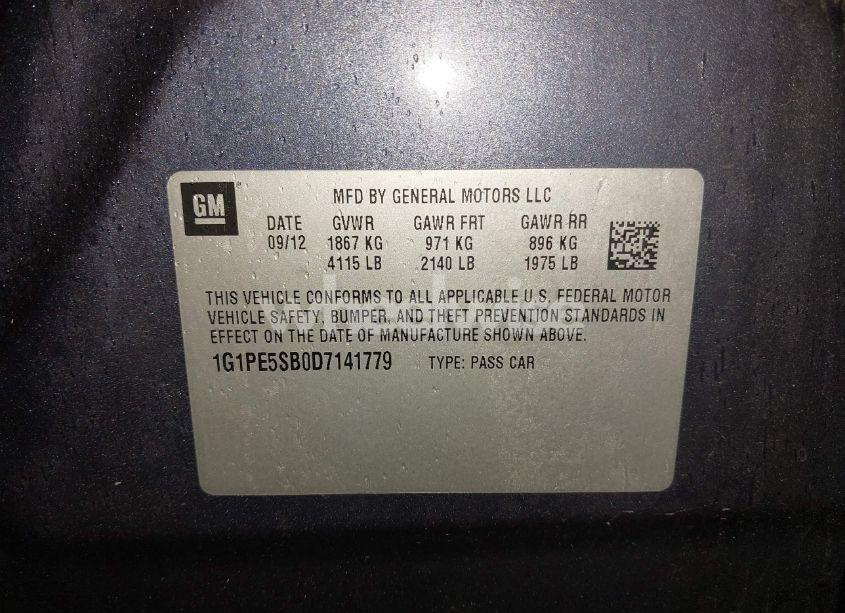 GM
MFD BY GENERAL MOTORS LLC
DATE GVWR GAWR FRT GAWR RR
09/12 1867 KG 971 KG 896 KG
4115 LB 2140 LB 1975 LB
THIS VEHICLE CONFORMS TO ALL APPLICABLE U.S. FEDERAL MOTOR
VEHICLE SAFETY, BUMPER, AND THEFT PREVENTION STANDARDS IN
EFFECT ON THE DATE OF MANUFACTURE SHOWN ABOVE.
1G1PE5SB0D7141779 TYPE: PASS CAR